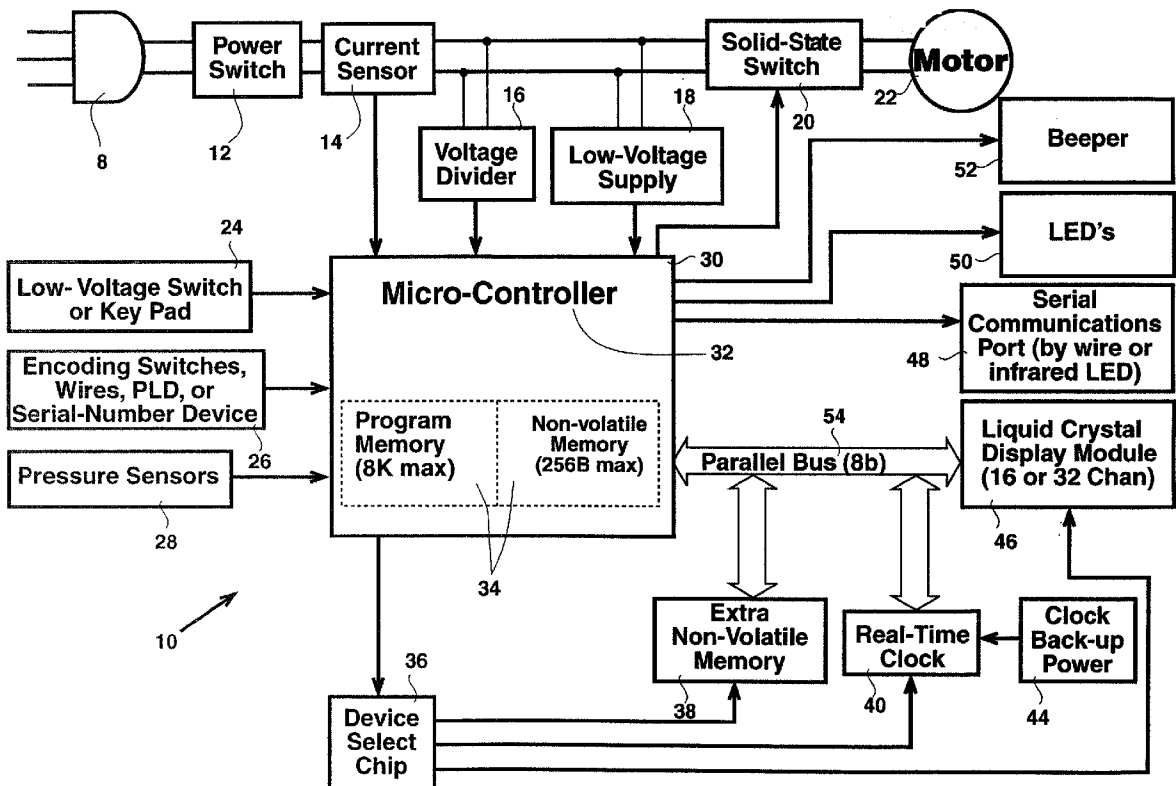 Power
Switch
Current
Sensor
Solid-State
Switch
Motor
22
8
12
14
16
18
20
Voltage
Divider
Low-Voltage
Supply
Beeper
52
LED's
50
24
Low- Voltage Switch
or Key Pad
30
Micro-Controller
32
Serial
Communications
Port (by wire or
infrared LED)
48
Encoding Switches,
Wires, PLD, or
Serial-Number Device
26
Program
Memory
(8K max)
Non-volatile
Memory
(256B max)
34
54
Parallel Bus (8b)
Liquid Crystal
Display Module
(16 or 32 Chan)
46
Pressure Sensors
28
10
Extra
Non-Volatile
Memory
38
Real-Time
Clock
40
Clock
Back-up
Power
44
36
Device
Select
Chip